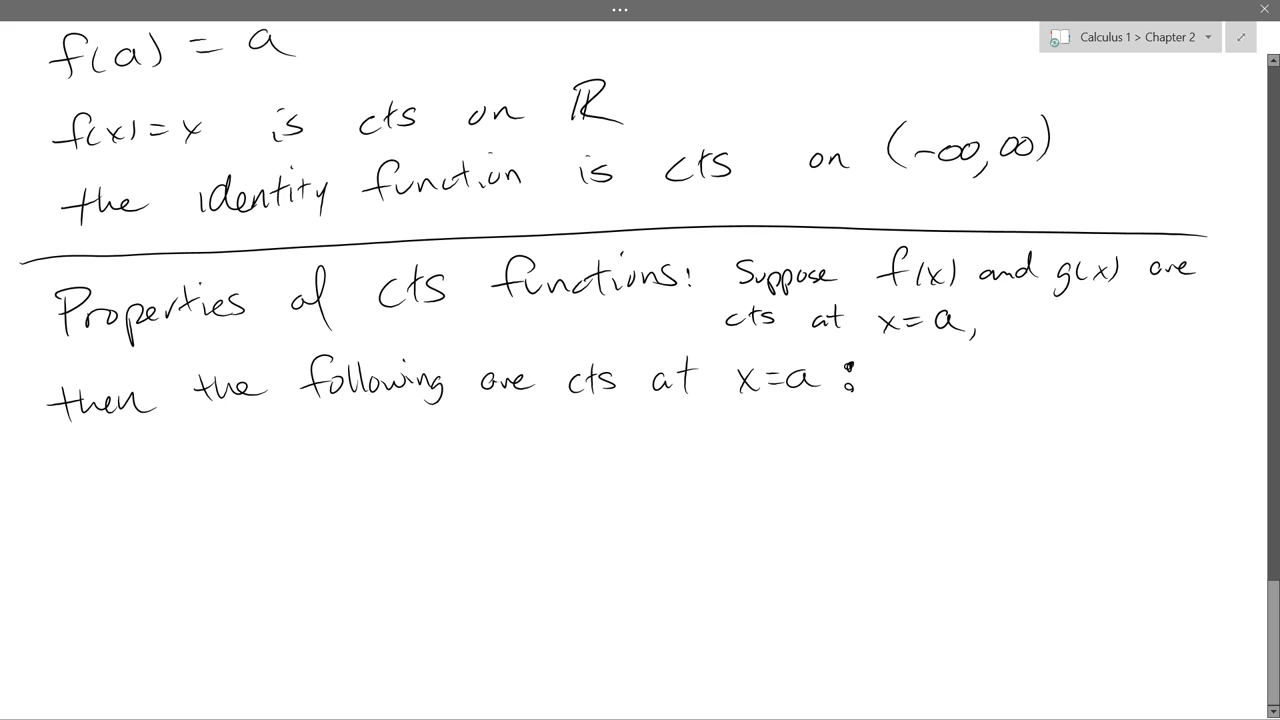 Calculus 1 > Chapter 2
f(a) = a
f(x) = x is cts on ℝ
the identity function is cts on (-∞, ∞)
Properties of cts functions: Suppose f(x) and g(x) are
cts at x=a,
then the following are cts at x=a :